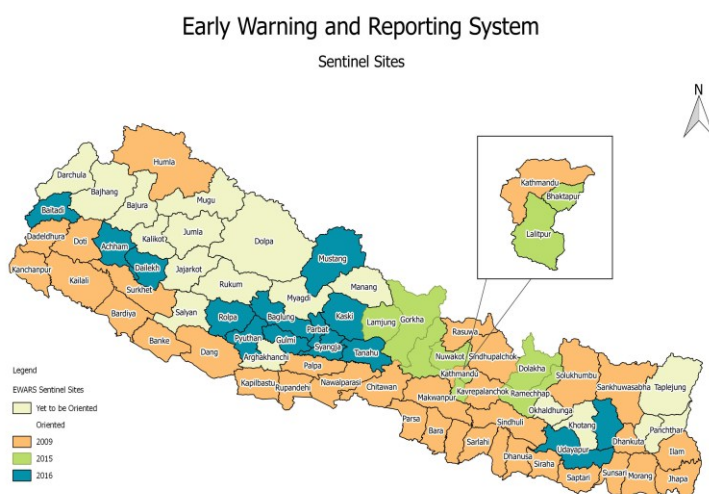 Early Warning and Reporting System
Sentinel Sites
N
Humla
Darchula
Bajhang
Bajura
Mugu
Baitadi
Dadeldhura
Doti
Achham
Kalikot
Jumla
Dolpa
Mustang
Kanchanpur
Kailali
Dailekh
Jajarkot
Surkhet
Rukum
Myagdi
Manang
Bardiya
Salyan
Rolpa
Baglung
Parbat
Kaski
Lamjung
Gorkha
Banke
Dang
Pyuthan
Gulmi
Syangja
Tanahu
Arghakhanchi
Palpa
Kapilbastu
Rupandehi
Nawalparasi
Chitawan
Rasuwa
Nuwakot
Sindhupalchok
Kathmandu
Kavrepalanchok
Makwanpur
Dolakha
Ramechhap
Solukhumbu
Sankhuwasabha
Taplejung
Okhaldhunga
Khotang
Panchthar
Parsa
Bara
Sarlahi
Sindhuli
Dhanusa
Siraha
Udayapur
Saptari
Dhankuta
Sunsari
Morang
Ilam
Jhapa
Kathmandu
Bhaktapur
Lalitpur
Legend
EWARS Sentinel Sites
Yet to be Oriented
Oriented
2009
2015
2016